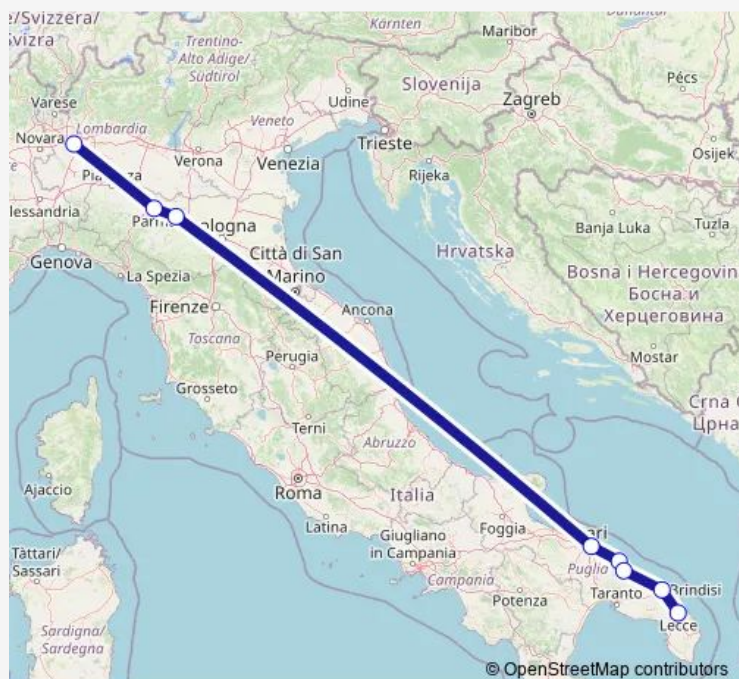 e/Svizzera/
Svizra
Trentino-
Alto Adige/
Südtirol
Kärnten
Maribor
Slovenija
Pécs
Varese
Lombardia
Novara
Verona
Veneto
Venezia
Udine
Trieste
Zagreb
Osijek
Rijeka
lessandria
Parma
ologna
Genova
La Spezia
Città di San
Marino
Hrvatska
Banja Luka
Tuzla
Bosna i Hercegovin
Босна и
Херцеговина
Firenze
Toscana
Ancona
Perugia
Grosseto
Terni
Abruzzo
Mostar
Crna
Црна
Ajaccio
Roma
Italia
Latina
Giugliano
in Campania
Campania
Foggia
ari
Puglia
Potenza
Taranto
Brindisi
Lecce
Tàttari/
Sassari
Sardigna/
Sardegna
© OpenStreetMap contributors